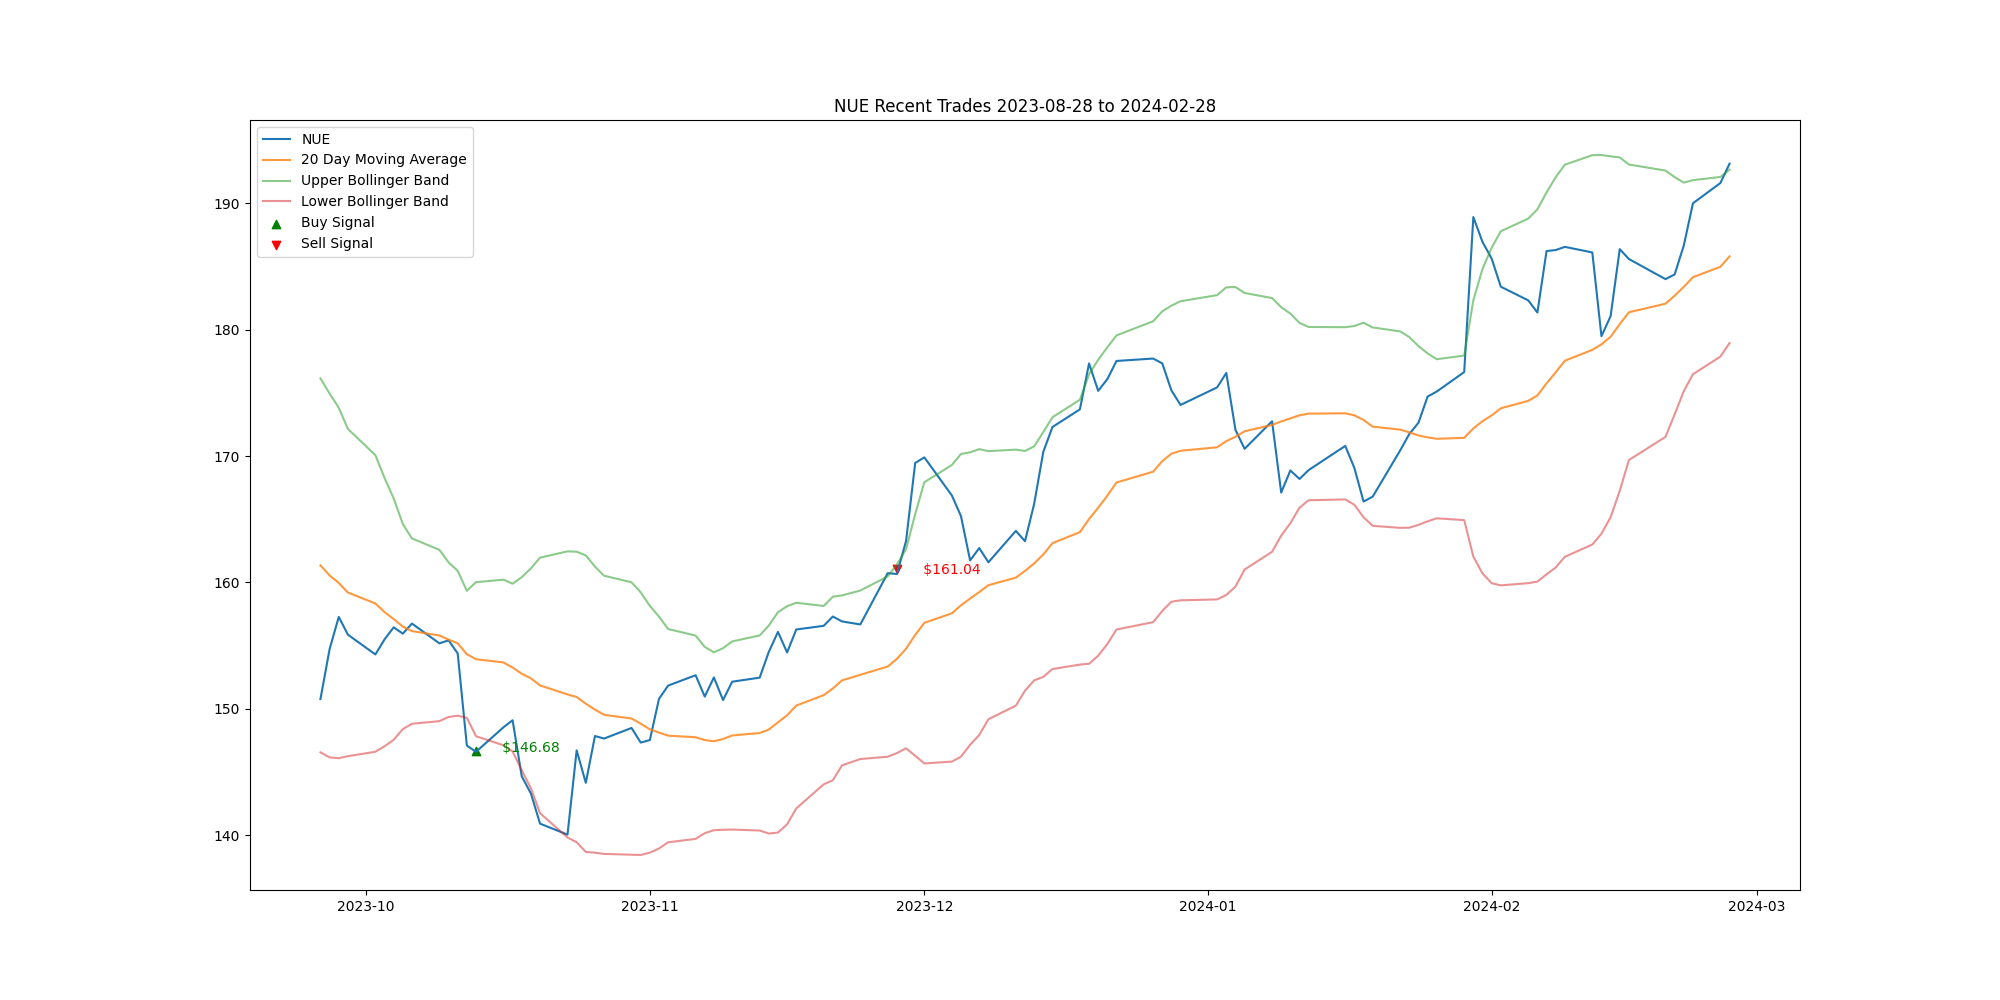 NUE Recent Trades 2023-08-28 to 2024-02-28
NUE
20 Day Moving Average
Upper Bollinger Band
Lower Bollinger Band
Buy Signal
Sell Signal
190
180
170
160
150
140
$161.04
$146.68
2023-10
2023-11
2023-12
2024-01
2024-02
2024-03